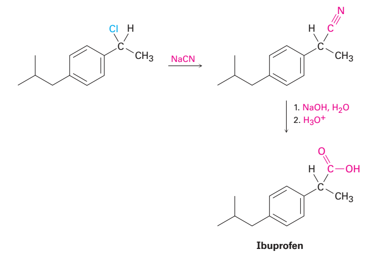 Cl H
C
CH3
NaCN
N
H C
C
CH3
1. NaOH, H2O
2. H3O+
O
H C—OH
C
CH3
Ibuprofen